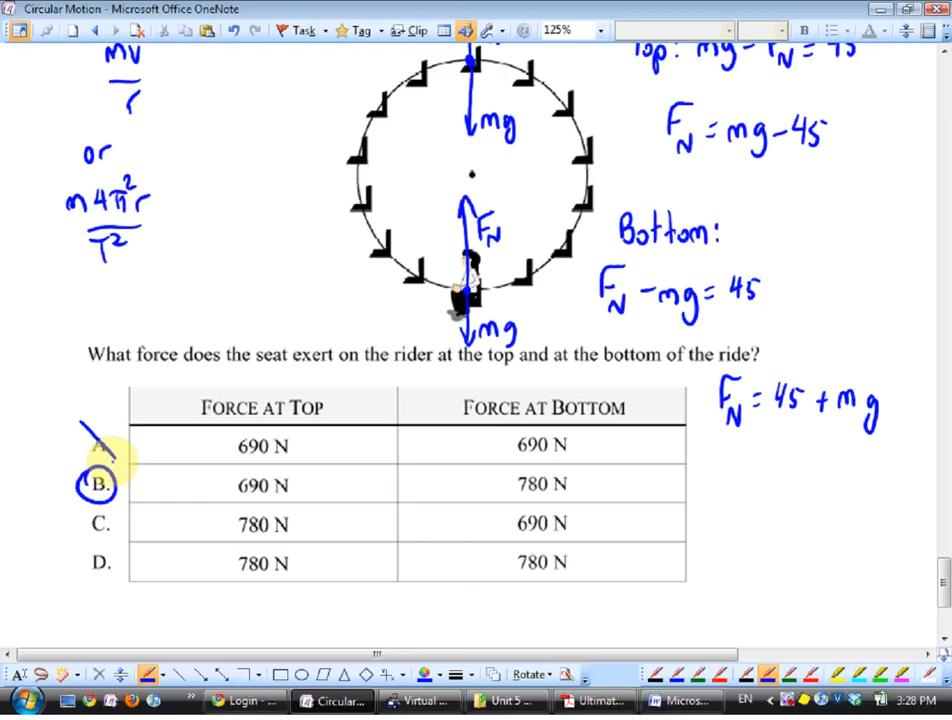 Circular Motion - Microsoft Office OneNote
Task
Tag
Clip
125%
B
mv
r
or
m4π²r
T²
mg
F_N
mg
Top: mg - F_N = 45
F_N = mg - 45
Bottom:
F_N - mg = 45
F_N = 45 + mg
What force does the seat exert on the rider at the top and at the bottom of the ride?
FORCE AT TOP FORCE AT BOTTOM
A. 690 N 690 N
B. 690 N 780 N
C. 780 N 690 N
D. 780 N 780 N
Rotate
Login - ...
Circular...
Virtual ...
Unit 5 ...
Ultimat...
Micros...
EN
3:28 PM